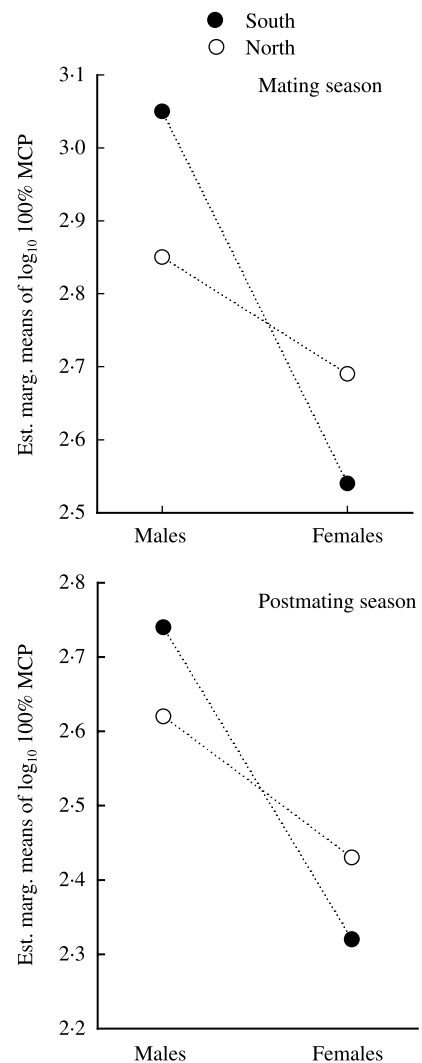 South
North
Mating season
Est. marg. means of log₁₀ 100% MCP
3·1
3·0
2·9
2·8
2·7
2·6
2·5
Males Females
Postmating season
Est. marg. means of log₁₀ 100% MCP
2·8
2·7
2·6
2·5
2·4
2·3
2·2
Males Females